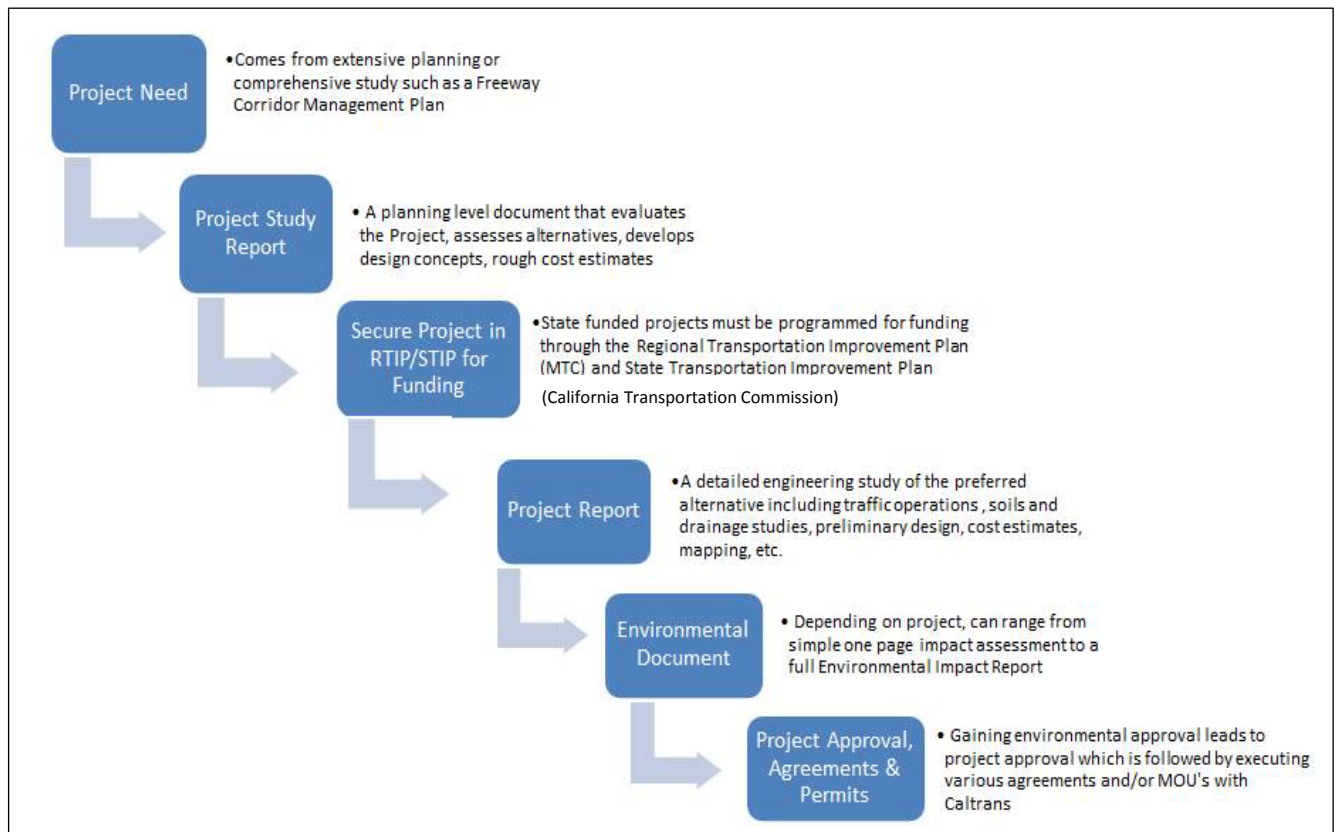 Project Need
•Comes from extensive planning or
comprehensive study such as a Freeway
Corridor Management Plan
Project Study
Report
• A planning level document that evaluates
the Project, assesses alternatives, develops
design concepts, rough cost estimates
Secure Project in
RTIP/STIP for
Funding
•State funded projects must be programmed for funding
through the Regional Transportation Improvement Plan
(MTC) and State Transportation Improvement Plan
(California Transportation Commission)
Project Report
•A detailed engineering study of the preferred
alternative including traffic operations , soils and
drainage studies, preliminary design, cost estimates,
mapping, etc.
Environmental
Document
• Depending on project, can range from
simple one page impact assessment to a
full Environmental Impact Report
Project Approval,
Agreements &
Permits
• Gaining environmental approval leads to
project approval which is followed by executing
various agreements and/or MOU's with
Caltrans